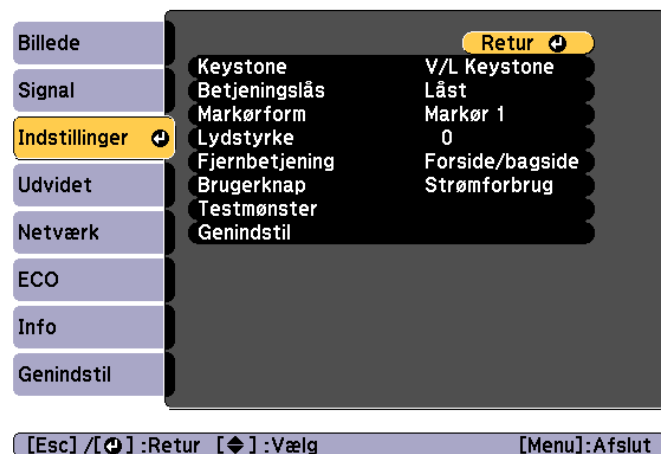 Billede
Signal
Indstillinger
Udvidet
Netværk
ECO
Info
Genindstil
Retur
Keystone V/L Keystone
Betjeningslås Låst
Markørform Markør 1
Lydstyrke 0
Fjernbetjening Forside/bagside
Brugerknap Strømforbrug
Testmønster
Genindstil
[Esc] /[ ] :Retur [ ] :Vælg [Menu]:Afslut